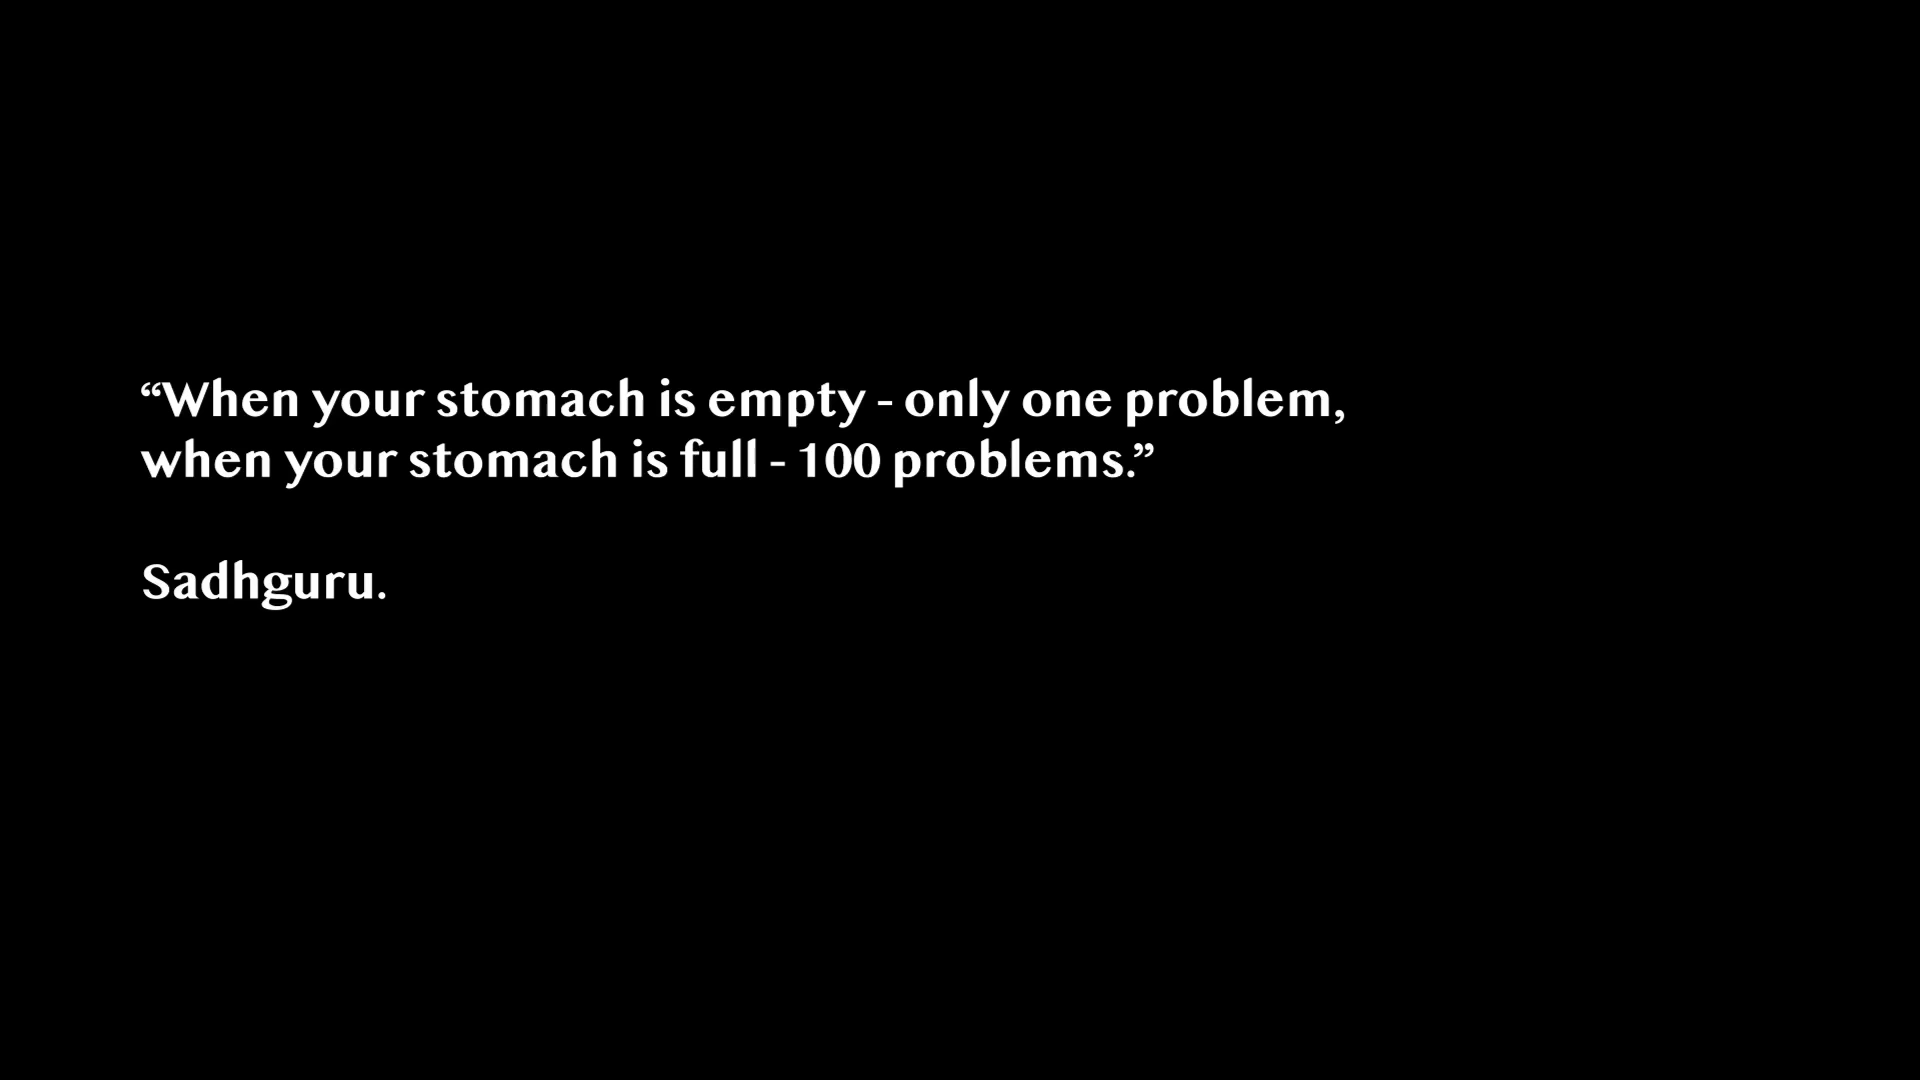 “When your stomach is empty - only one problem,
when your stomach is full - 100 problems.”
Sadhguru.